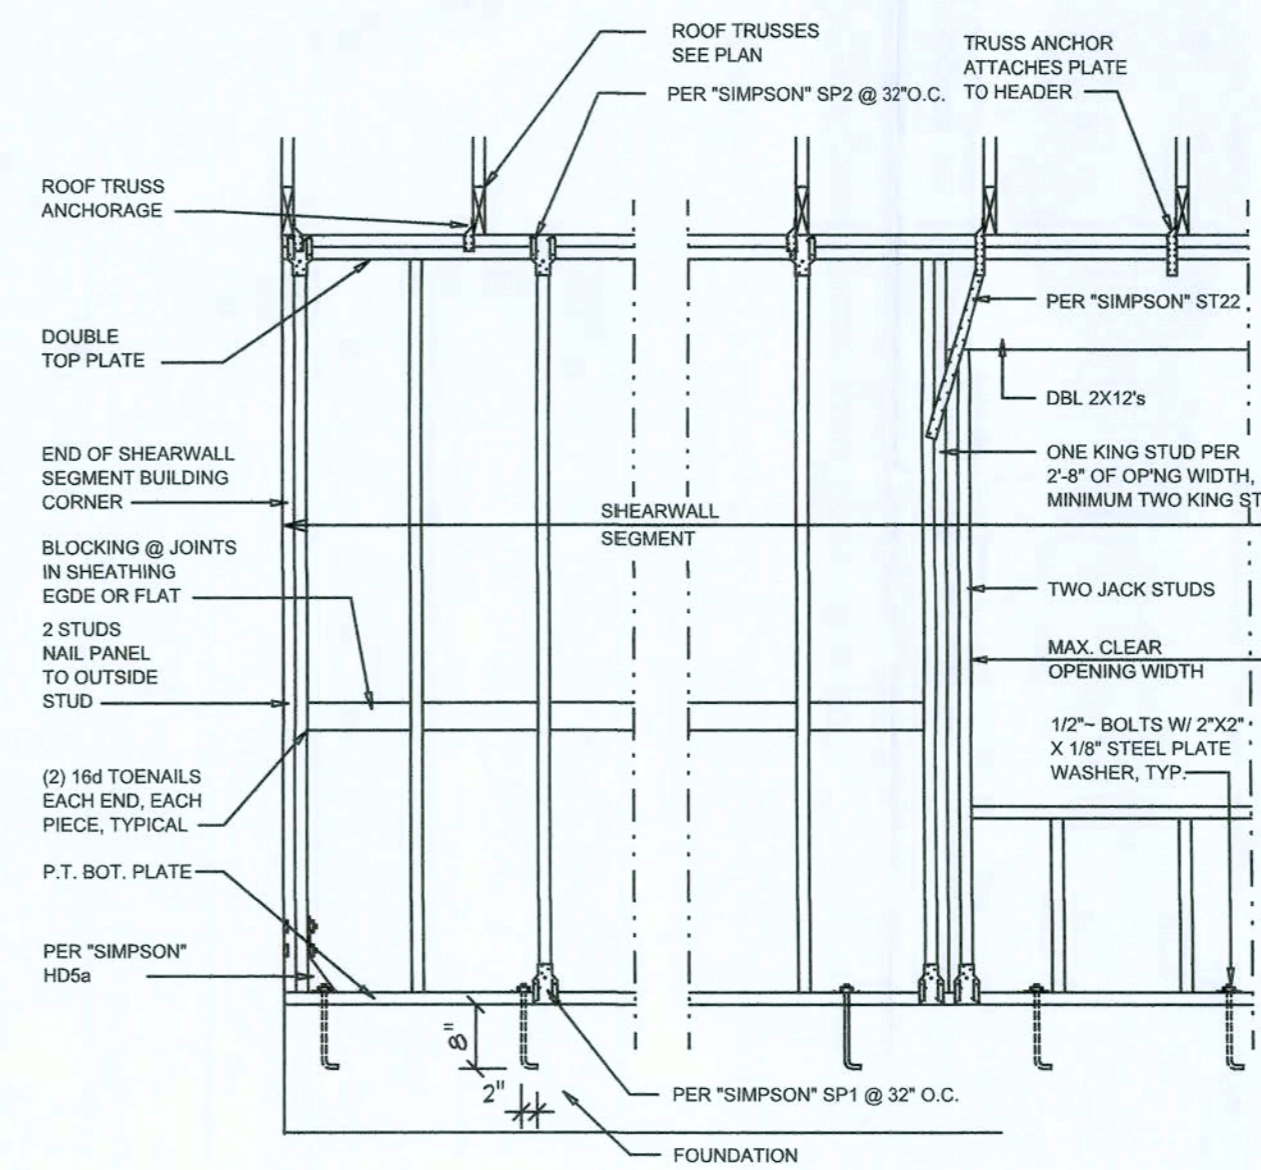 ROOF TRUSSES
SEE PLAN
PER "SIMPSON" SP2 @ 32"O.C.
TRUSS ANCHOR
ATTACHES PLATE
TO HEADER
ROOF TRUSS
ANCHORAGE
DOUBLE
TOP PLATE
END OF SHEARWALL
SEGMENT BUILDING
CORNER
BLOCKING @ JOINTS
IN SHEATHING
EGDE OR FLAT
2 STUDS
NAIL PANEL
TO OUTSIDE
STUD
(2) 16d TOENAILS
EACH END, EACH
PIECE, TYPICAL
P.T. BOT. PLATE
PER "SIMPSON"
HD5a
SHEARWALL
SEGMENT
PER "SIMPSON" ST22
DBL 2X12's
ONE KING STUD PER
2'-8" OF OP'NG WIDTH,
MINIMUM TWO KING ST
TWO JACK STUDS
MAX. CLEAR
OPENING WIDTH
1/2"~ BOLTS W/ 2"X2"
X 1/8" STEEL PLATE
WASHER, TYP.
8"
2"
PER "SIMPSON" SP1 @ 32" O.C.
FOUNDATION